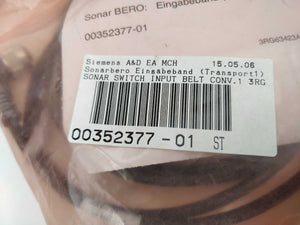 Sonar BERO: Eingabeband
00352377-01
3RG63423A
Siemens A&D EA MCH 15.05.06
Sonarbero Eingabeband (Transport1)
SONAR SWITCH INPUT BELT CONV.1 3RG
00352377-01 ST